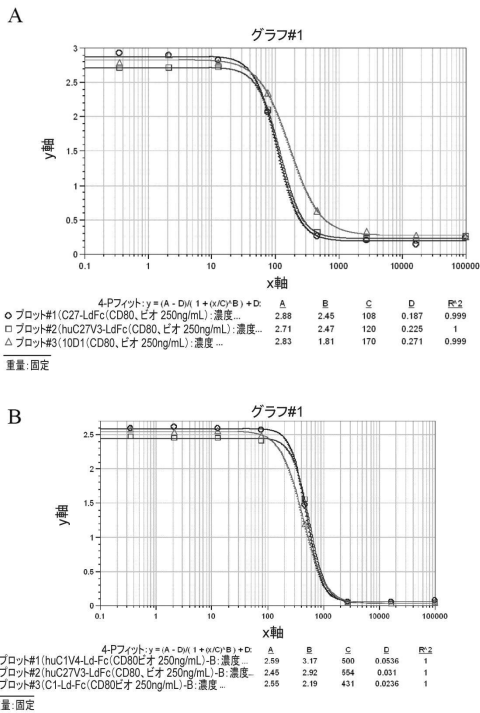 A
グラフ#1
3
2.5
2
1.5
1
0.5
0
y軸
0.1 1 10 100 1000 10000 100000
x軸
4-Pフィット: y = (A - D)/( 1 + (x/C)^B ) + D: A B C D R^2
プロット#1(C27-LdFc(CD80、ビオ 250ng/mL):濃度... 2.88 2.45 108 0.187 0.999
プロット#2(huC27V3-LdFc(CD80、ビオ 250ng/mL):濃度... 2.71 2.47 120 0.225 1
プロット#3(10D1(CD80、ビオ 250ng/mL):濃度 ... 2.83 1.81 170 0.271 0.999
重量:固定
B
グラフ#1
2.5
2
1.5
1
0.5
0
y軸
0.1 1 10 100 1000 10000 100000
x軸
4-Pフィット: y = (A - D)/( 1 + (x/C)^B ) + D: A B C D R^2
プロット#1(huC1V4-Ld-Fc(CD80ビオ 250ng/mL)-B:濃度... 2.59 3.17 500 0.0536 1
プロット#2(huC27V3-Ld-Fc(CD80、ビオ 250ng/mL)-B:濃度... 2.45 2.92 554 0.031 1
プロット#3(C1-Ld-Fc(CD80ビオ 250ng/mL)-B:濃度... 2.55 2.19 431 0.0236 1
量:固定